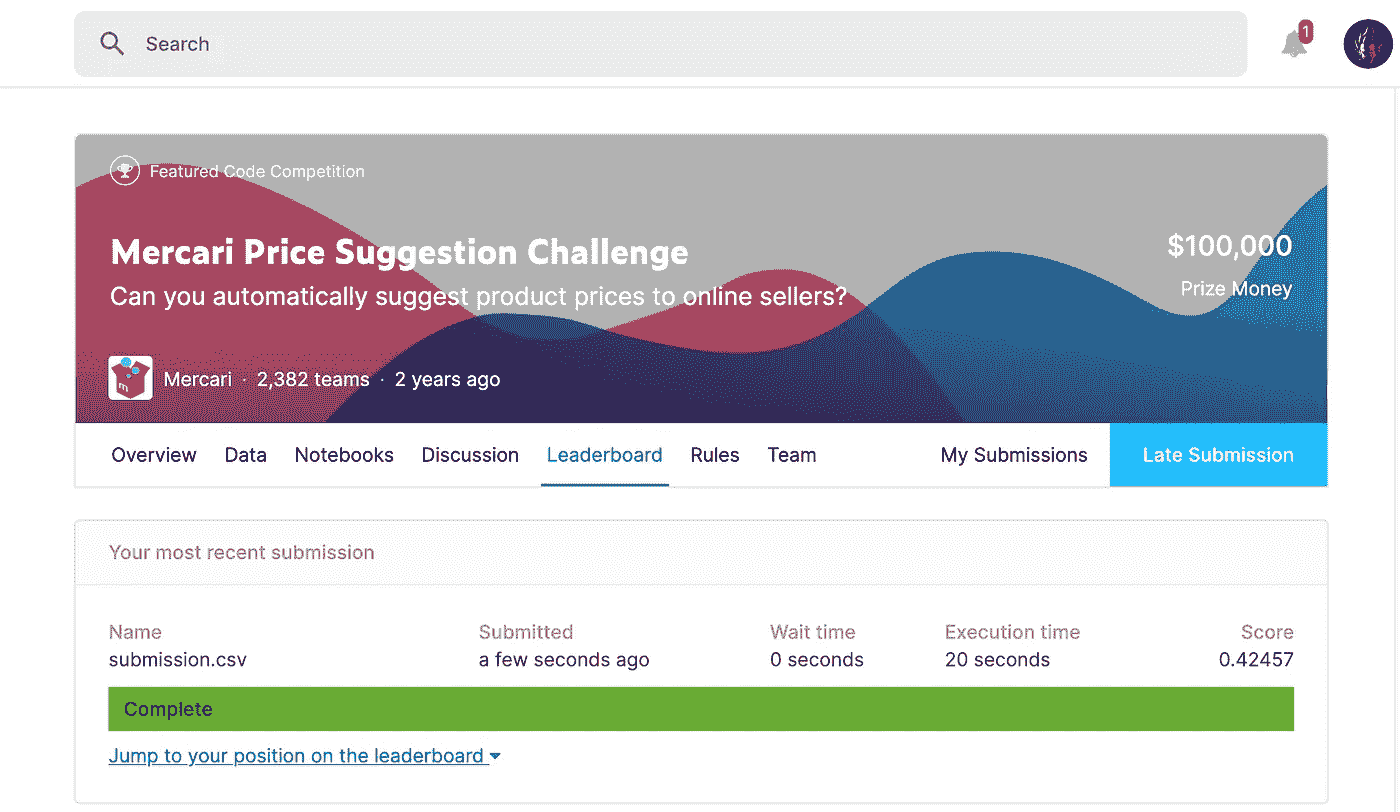 Search
1
Featured Code Competition
Mercari Price Suggestion Challenge
$100,000
Can you automatically suggest product prices to online sellers?
Prize Money
m
Mercari · 2,382 teams · 2 years ago
Overview Data Notebooks Discussion Leaderboard Rules Team My Submissions Late Submission
Your most recent submission
Name Submitted Wait time Execution time Score
submission.csv a few seconds ago 0 seconds 20 seconds 0.42457
Complete
Jump to your position on the leaderboard